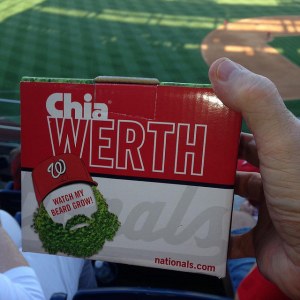 Chia
WERTH
W
WATCH MY
BEARD GROW!
nationals.com